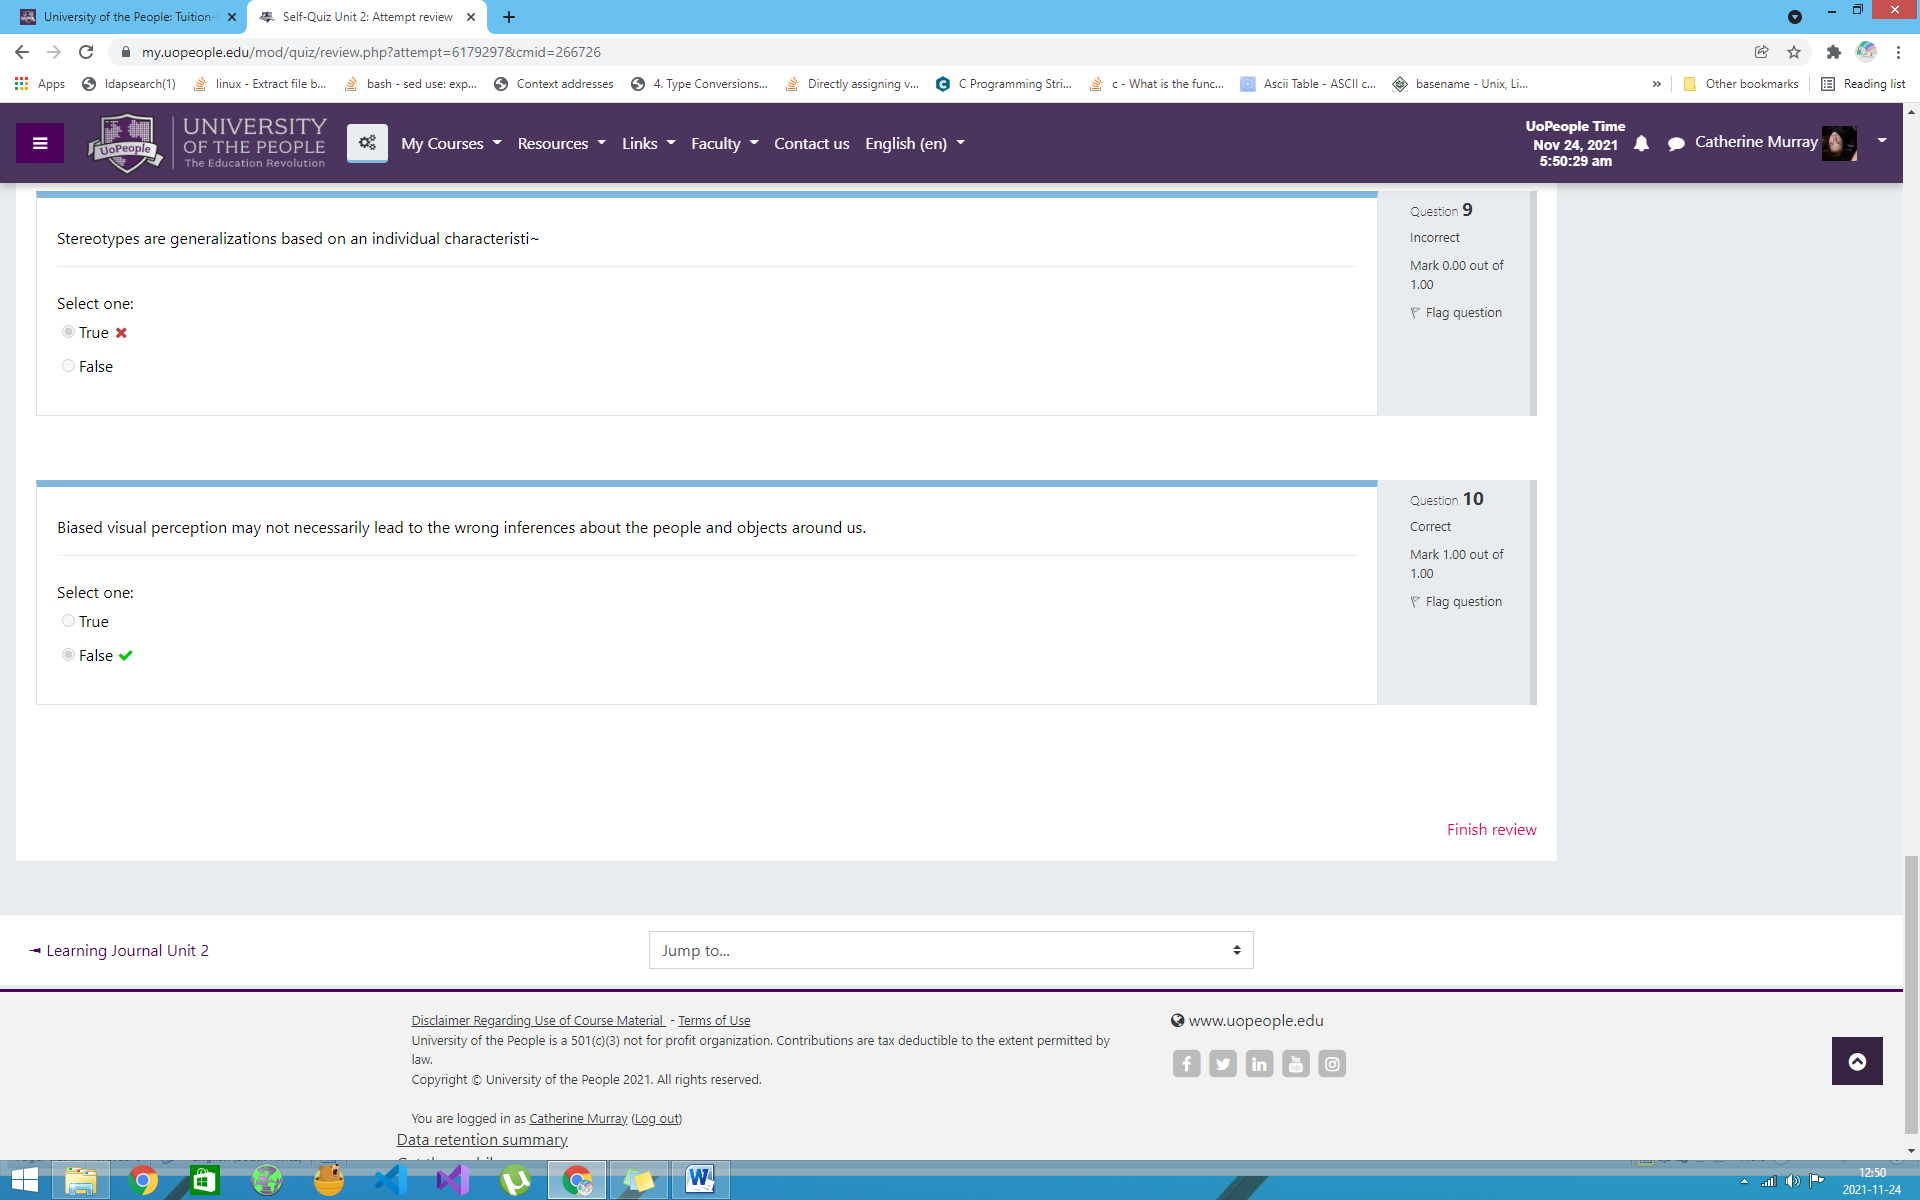 University of the People: Tuition-
Self-Quiz Unit 2: Attempt review
my.uopeople.edu/mod/quiz/review.php?attempt=6179297&cmid=266726
Apps
ldapsearch(1)
linux - Extract file b...
bash - sed use: exp...
Context addresses
4. Type Conversions...
Directly assigning v...
C Programming Stri...
c - What is the func...
Ascii Table - ASCII c...
basename - Unix, Li...
»
Other bookmarks
Reading list
UoPeople
UNIVERSITY
OF THE PEOPLE
The Education Revolution
My Courses
Resources
Links
Faculty
Contact us
English (en)
UoPeople Time
Nov 24, 2021
5:50:29 am
Catherine Murray
Stereotypes are generalizations based on an individual characteristi~
Select one:
True
False
Question 9
Incorrect
Mark 0.00 out of
1.00
Flag question
Biased visual perception may not necessarily lead to the wrong inferences about the people and objects around us.
Select one:
True
False
Question 10
Correct
Mark 1.00 out of
1.00
Flag question
Finish review
Learning Journal Unit 2
Jump to...
Disclaimer Regarding Use of Course Material - Terms of Use
University of the People is a 501(c)(3) not for profit organization. Contributions are tax deductible to the extent permitted by
law.
Copyright © University of the People 2021. All rights reserved.
You are logged in as Catherine Murray (Log out)
Data retention summary
www.uopeople.edu
12:50
2021-11-24